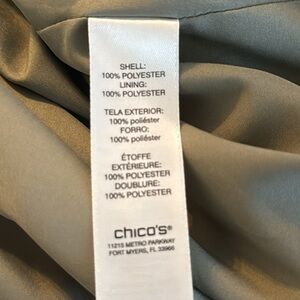 SHELL:
100% POLYESTER
LINING:
100% POLYESTER
TELA EXTERIOR:
100% poliéster
FORRO:
100% poliéster
ÉTOFFE
EXTÉRIEURE:
100% POLYESTER
DOUBLURE:
100% POLYESTER
chico's®
11215 METRO PARKWAY
FORT MYERS, FL 33966